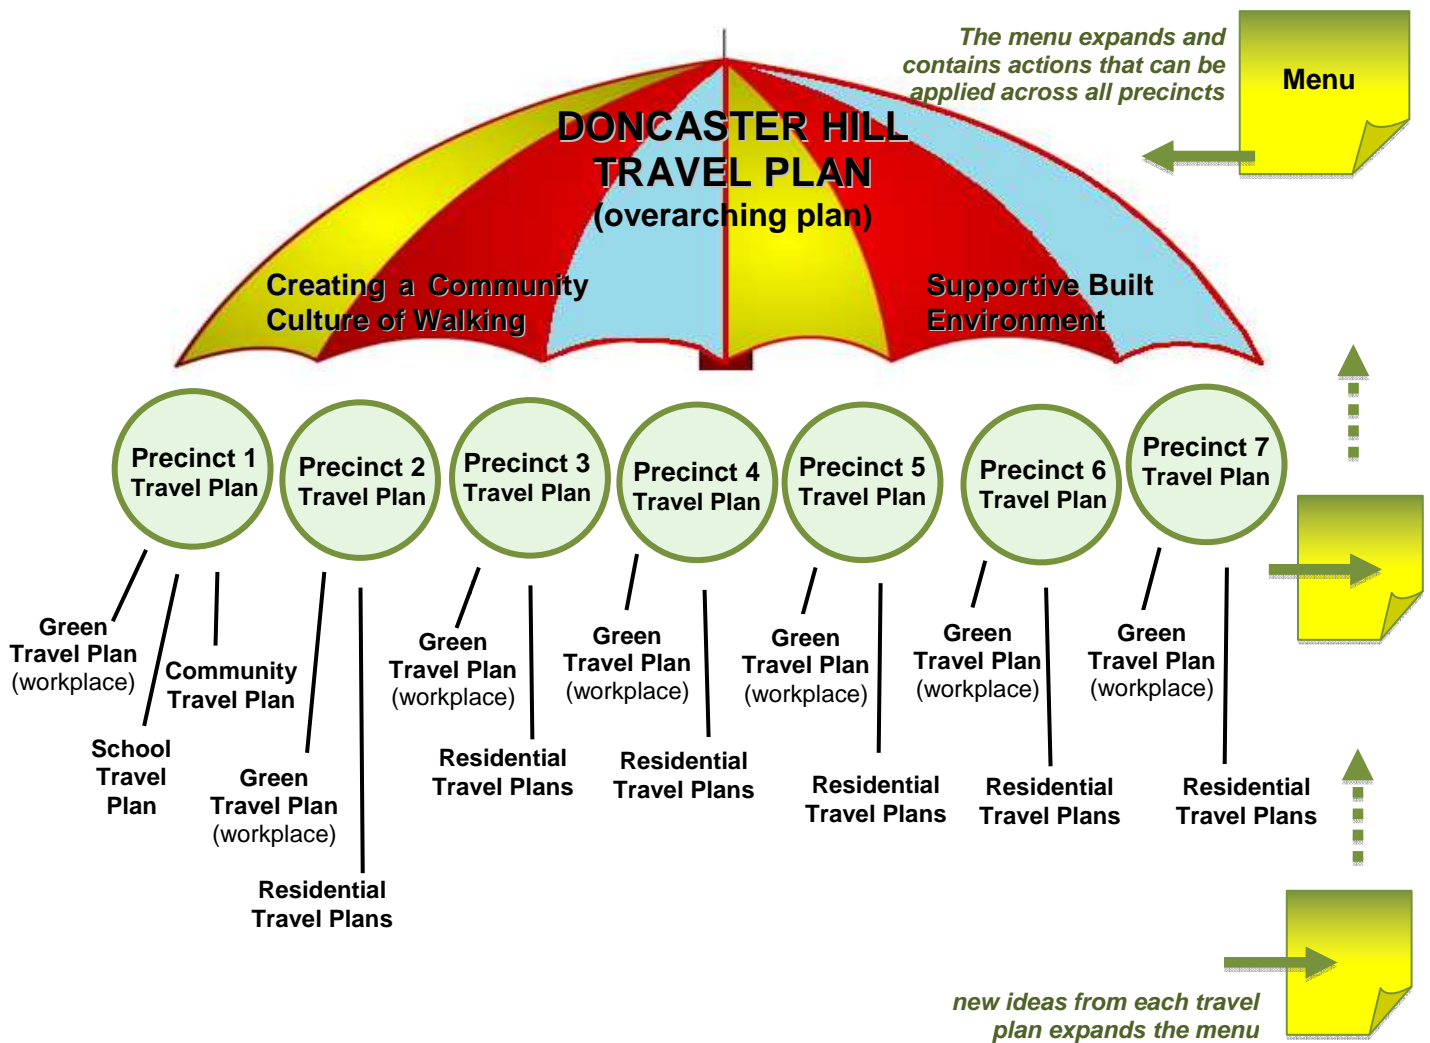 The menu expands and
contains actions that can be
applied across all precincts
Menu
DONCASTER HILL
TRAVEL PLAN
(overarching plan)
Creating a Community
Culture of Walking
Supportive Built
Environment
Precinct 1
Travel Plan
Precinct 2
Travel Plan
Precinct 3
Travel Plan
Precinct 4
Travel Plan
Precinct 5
Travel Plan
Precinct 6
Travel Plan
Precinct 7
Travel Plan
Green
Travel Plan
(workplace)
School
Travel
Plan
Community
Travel Plan
Green
Travel Plan
(workplace)
Residential
Travel Plans
Green
Travel Plan
(workplace)
Residential
Travel Plans
Green
Travel Plan
(workplace)
Residential
Travel Plans
Green
Travel Plan
(workplace)
Residential
Travel Plans
Green
Travel Plan
(workplace)
Residential
Travel Plans
Green
Travel Plan
(workplace)
Residential
Travel Plans
new ideas from each travel
plan expands the menu